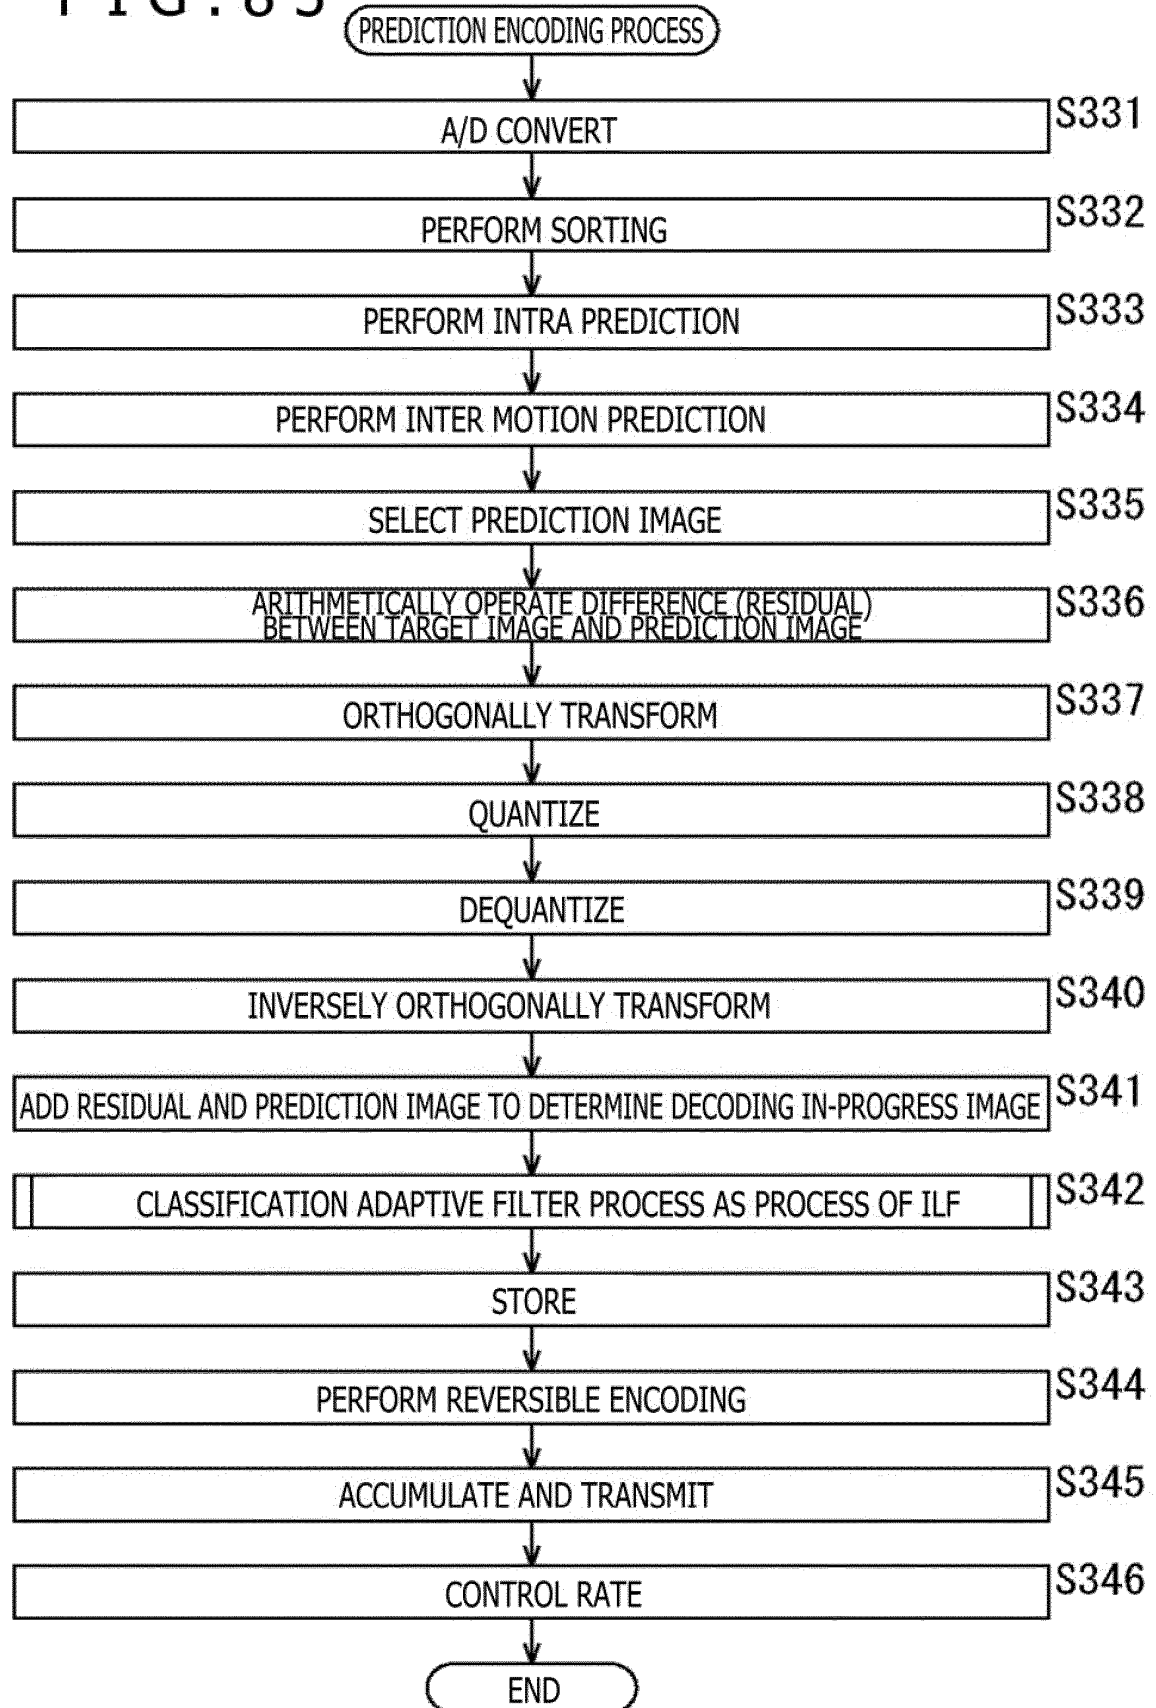 FIG.83
PREDICTION ENCODING PROCESS
A/D CONVERT
S331
PERFORM SORTING
S332
PERFORM INTRA PREDICTION
S333
PERFORM INTER MOTION PREDICTION
S334
SELECT PREDICTION IMAGE
S335
ARITHMETICALLY OPERATE DIFFERENCE (RESIDUAL)
BETWEEN TARGET IMAGE AND PREDICTION IMAGE
S336
ORTHOGONALLY TRANSFORM
S337
QUANTIZE
S338
DEQUANTIZE
S339
INVERSELY ORTHOGONALLY TRANSFORM
S340
ADD RESIDUAL AND PREDICTION IMAGE TO DETERMINE DECODING IN-PROGRESS IMAGE
S341
CLASSIFICATION ADAPTIVE FILTER PROCESS AS PROCESS OF ILF
S342
STORE
S343
PERFORM REVERSIBLE ENCODING
S344
ACCUMULATE AND TRANSMIT
S345
CONTROL RATE
S346
END